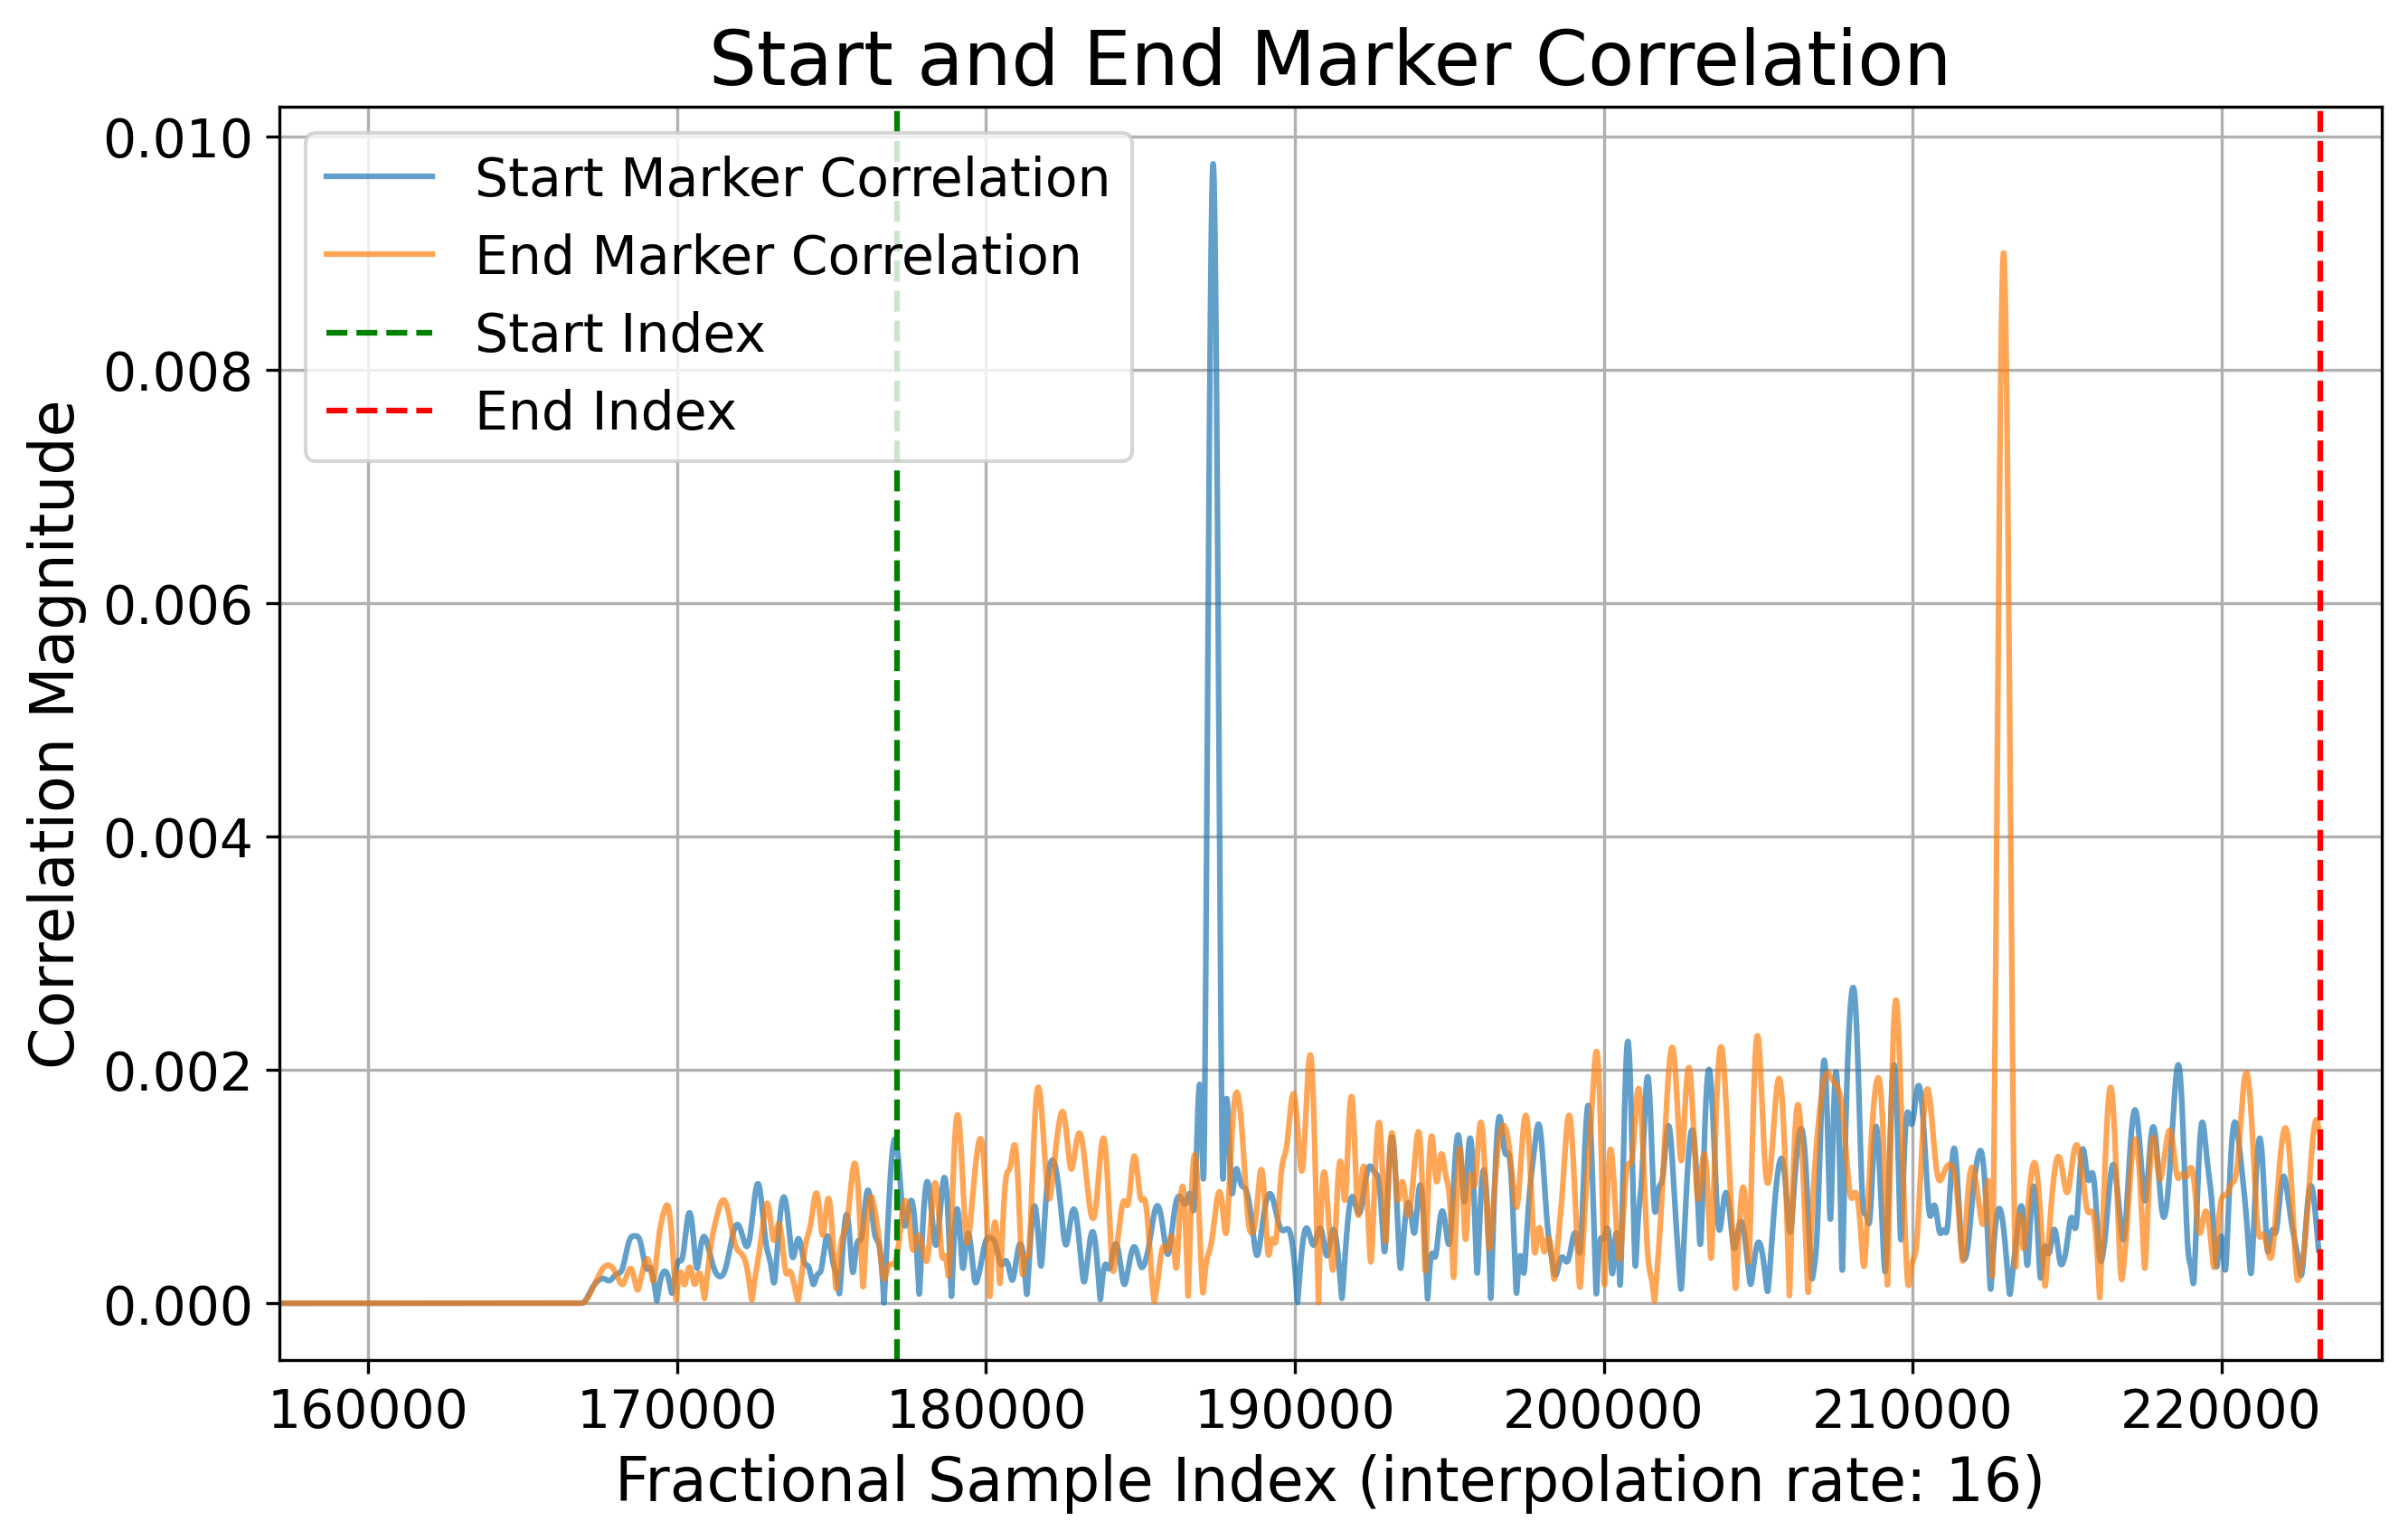 Start and End Marker Correlation
Correlation Magnitude
0.010
0.008
0.006
0.004
0.002
0.000
Start Marker Correlation
End Marker Correlation
Start Index
End Index
160000 170000 180000 190000 200000 210000 220000
Fractional Sample Index (interpolation rate: 16)